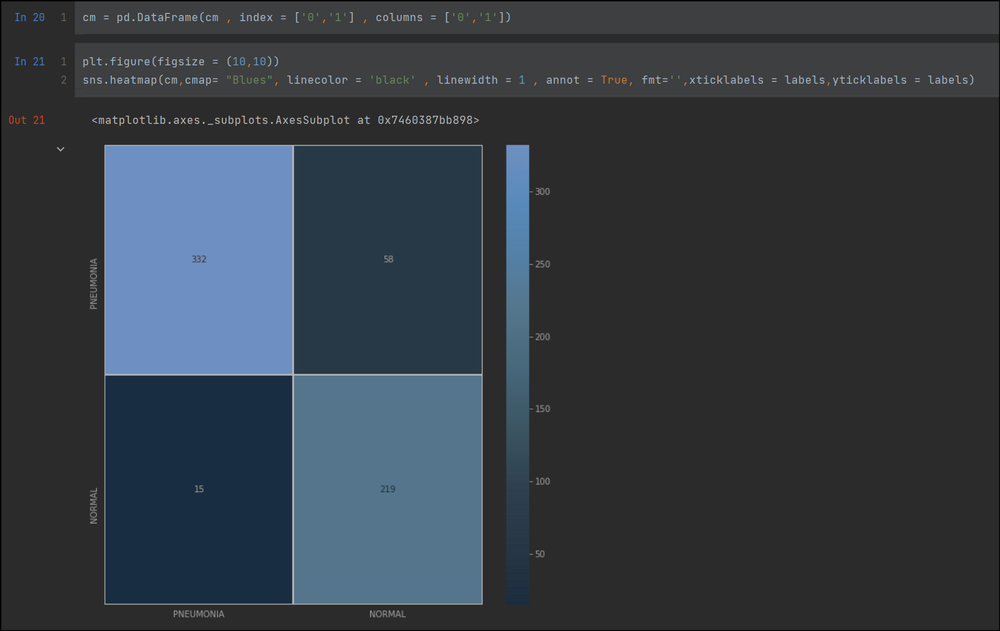 In 20 1 cm = pd.DataFrame(cm , index = ['0','1'] , columns = ['0','1'])
In 21 1 plt.figure(figsize = (10,10))
2 sns.heatmap(cm,cmap= "Blues", linecolor = 'black' , linewidth = 1 , annot = True, fmt='',xticklabels = labels,yticklabels = labels)
Out 21 <matplotlib.axes._subplots.AxesSubplot at 0x7460387bb898>
300
332 58
250
PNEUMONIA
200
150
100
15 219
NORMAL
50
PNEUMONIA NORMAL